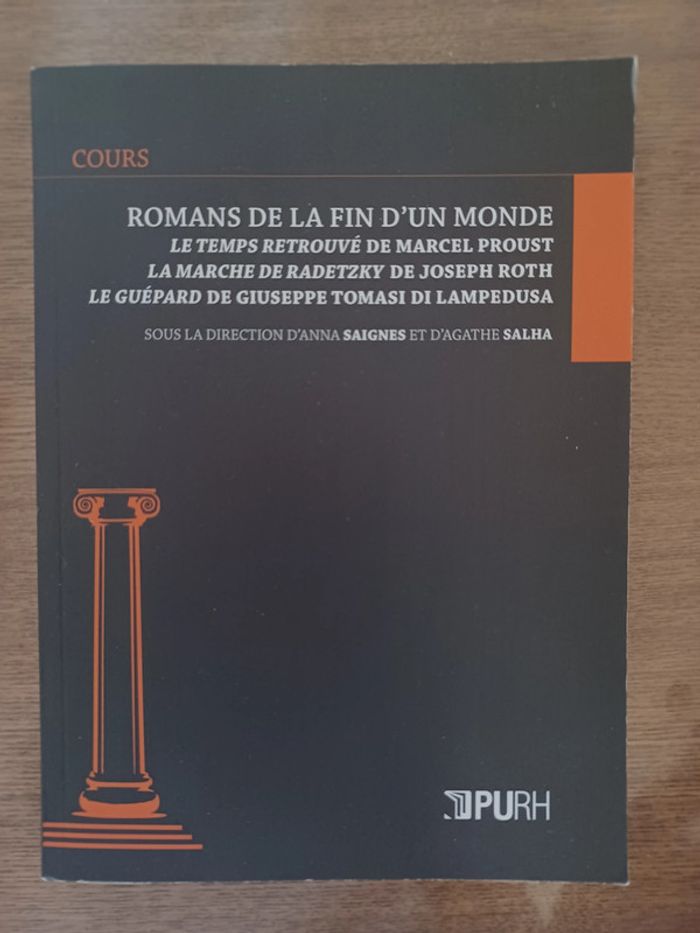 COURS
ROMANS DE LA FIN D'UN MONDE
LE TEMPS RETROUVÉ DE MARCEL PROUST
LA MARCHE DE RADETZKY DE JOSEPH ROTH
LE GUÉPARD DE GIUSEPPE TOMASI DI LAMPEDUSA
SOUS LA DIRECTION D'ANNA SAIGNES ET D'AGATHE SALHA
PURH